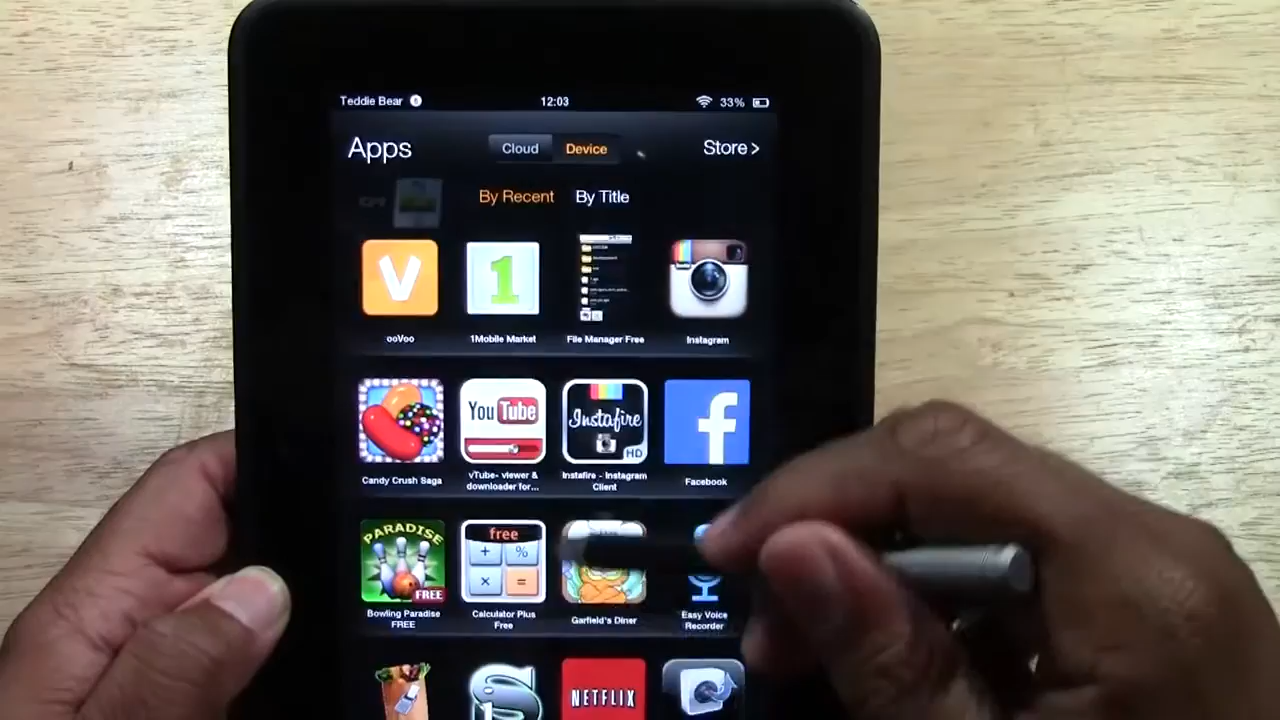 Teddie Bear 12:03 33%
Apps Cloud Device Store >
By Recent By Title
V 1
ooVoo 1Mobile Market File Manager Free Instagram
You Tube Instafire HD f
Candy Crush Saga vTube- viewer & downloader for... Instafire - Instagram Client Facebook
PARADISE FREE free + % × =
Bowling Paradise FREE Calculator Plus Free Garfield's Diner Easy Voice Recorder
S NETFLIX